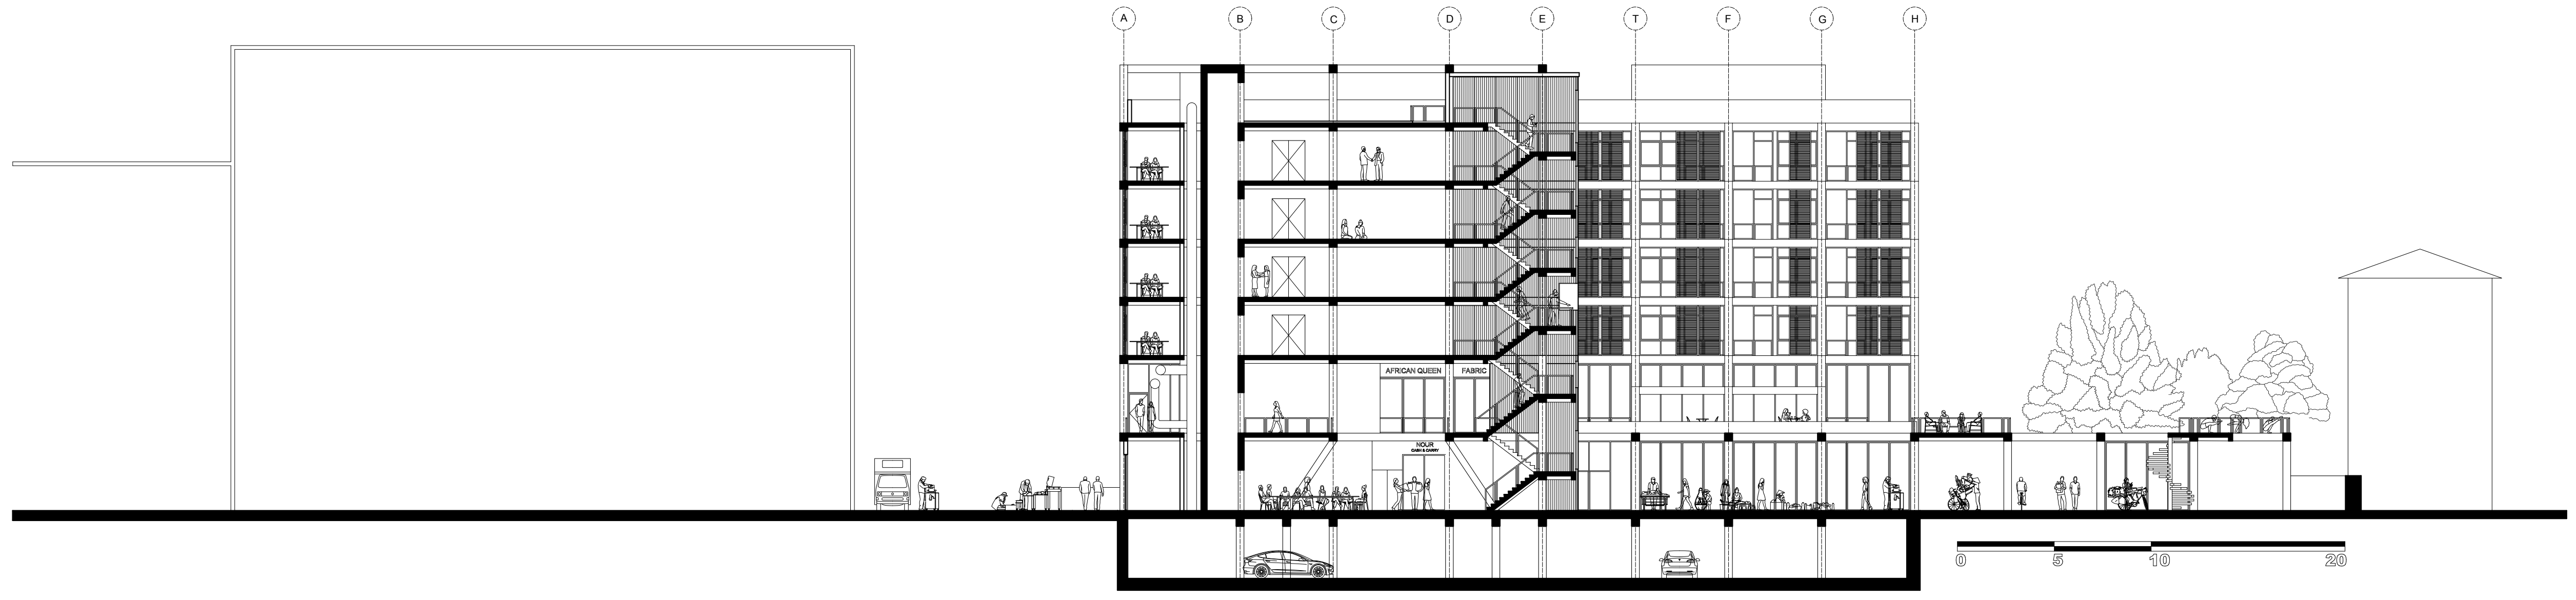 A B C D E T F G H
AFRICAN QUEEN FABRIC
NOUR
CASH & CARRY
0 5 10 20